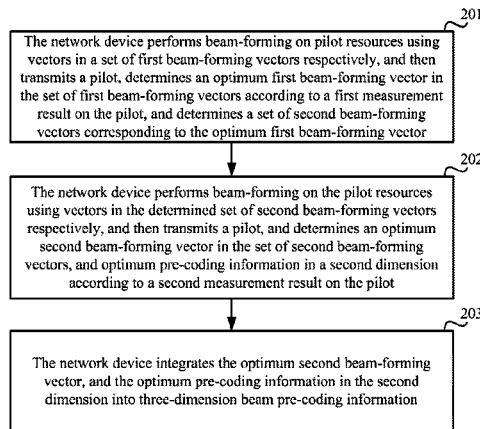 201
The network device performs beam-forming on pilot resources using
vectors in a set of first beam-forming vectors respectively, and then
transmits a pilot, determines an optimum first beam-forming vector in
the set of first beam-forming vectors according to a first measurement
result on the pilot, and determines a set of second beam-forming
vectors corresponding to the optimum first beam-forming vector
202
The network device performs beam-forming on the pilot resources
using vectors in the determined set of second beam-forming vectors
respectively, and then transmits a pilot, and determines an optimum
second beam-forming vector in the set of second beam-forming
vectors, and optimum pre-coding information in a second dimension
according to a second measurement result on the pilot
203
The network device integrates the optimum second beam-forming
vector, and the optimum pre-coding information in the second
dimension into three-dimension beam pre-coding information